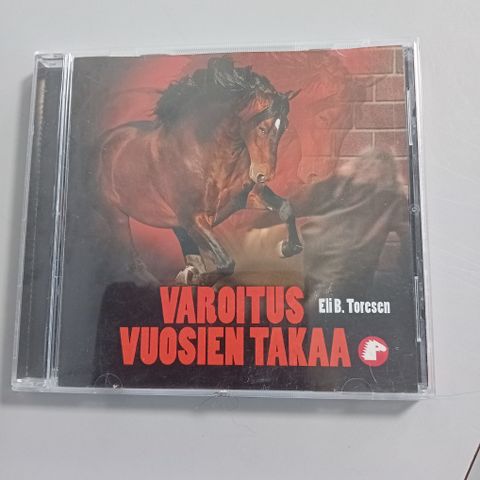 VAROITUS
Eli B. Toresen
VUOSIEN TAKAA